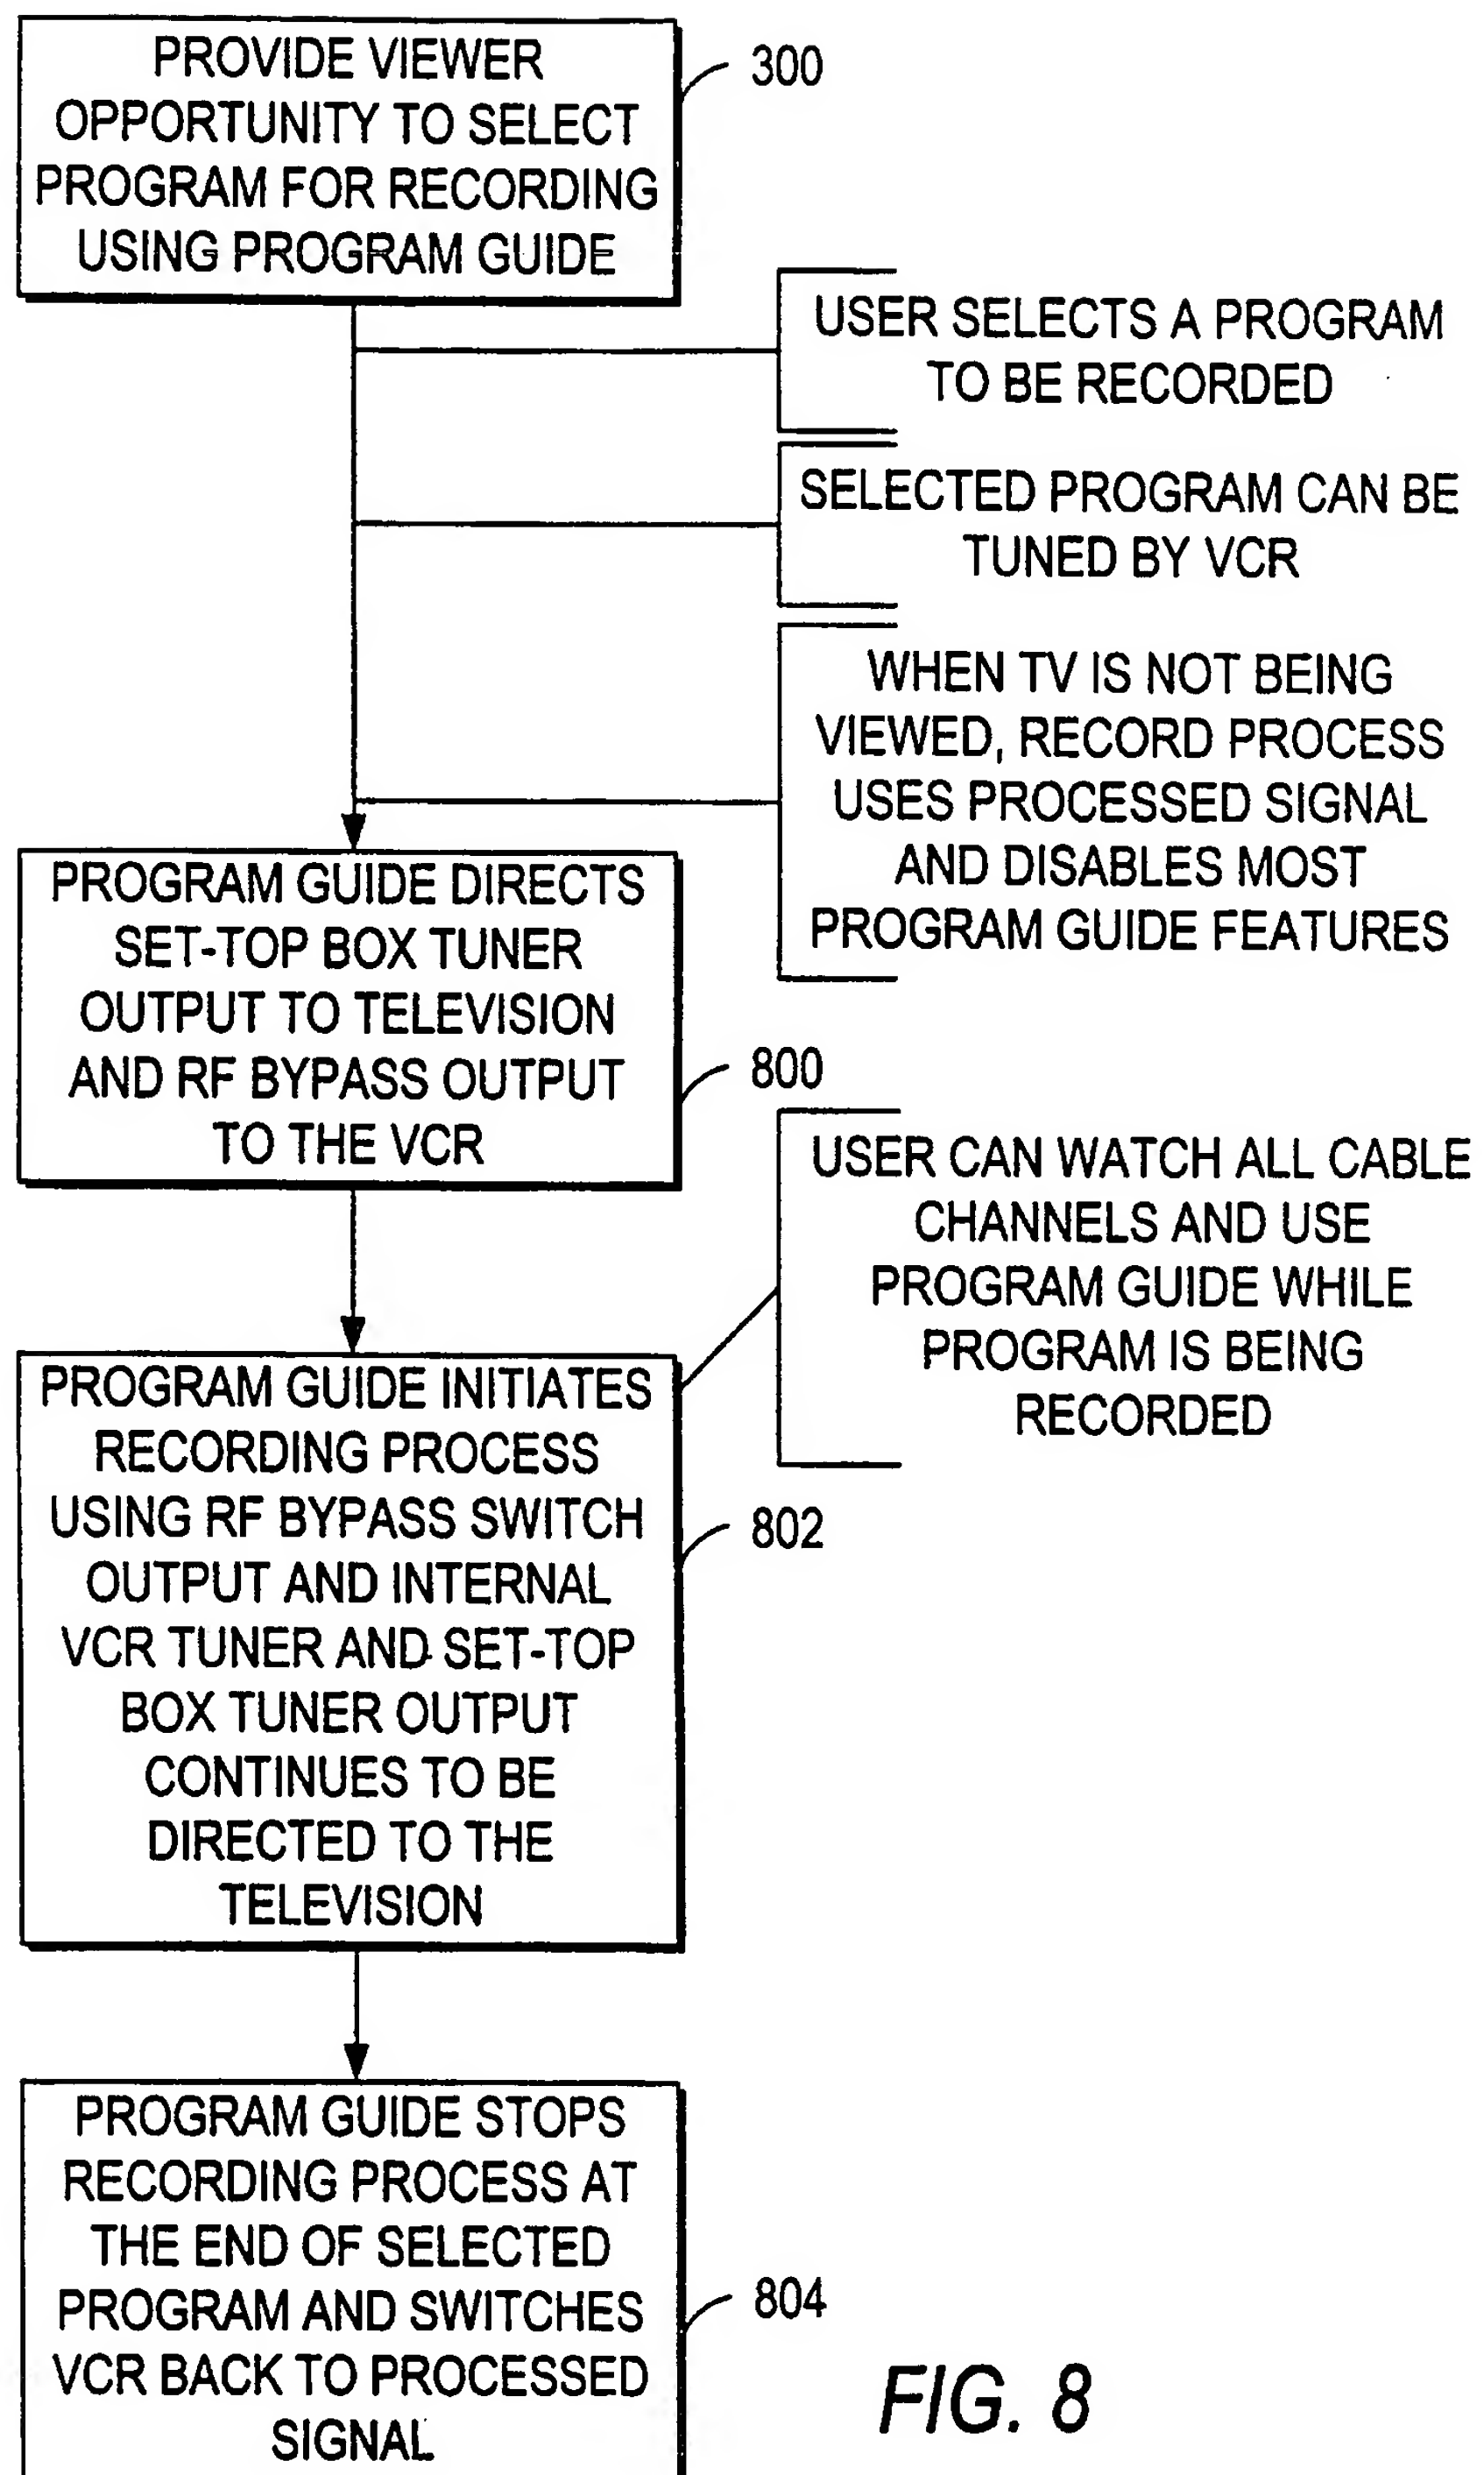 PROVIDE VIEWER
OPPORTUNITY TO SELECT
PROGRAM FOR RECORDING
USING PROGRAM GUIDE
300
USER SELECTS A PROGRAM
TO BE RECORDED
SELECTED PROGRAM CAN BE
TUNED BY VCR
WHEN TV IS NOT BEING
VIEWED, RECORD PROCESS
USES PROCESSED SIGNAL
AND DISABLES MOST
PROGRAM GUIDE FEATURES
PROGRAM GUIDE DIRECTS
SET-TOP BOX TUNER
OUTPUT TO TELEVISION
AND RF BYPASS OUTPUT
TO THE VCR
800
USER CAN WATCH ALL CABLE
CHANNELS AND USE
PROGRAM GUIDE WHILE
PROGRAM IS BEING
RECORDED
PROGRAM GUIDE INITIATES
RECORDING PROCESS
USING RF BYPASS SWITCH
OUTPUT AND INTERNAL
VCR TUNER AND SET-TOP
BOX TUNER OUTPUT
CONTINUES TO BE
DIRECTED TO THE
TELEVISION
802
PROGRAM GUIDE STOPS
RECORDING PROCESS AT
THE END OF SELECTED
PROGRAM AND SWITCHES
VCR BACK TO PROCESSED
SIGNAL
804
FIG. 8